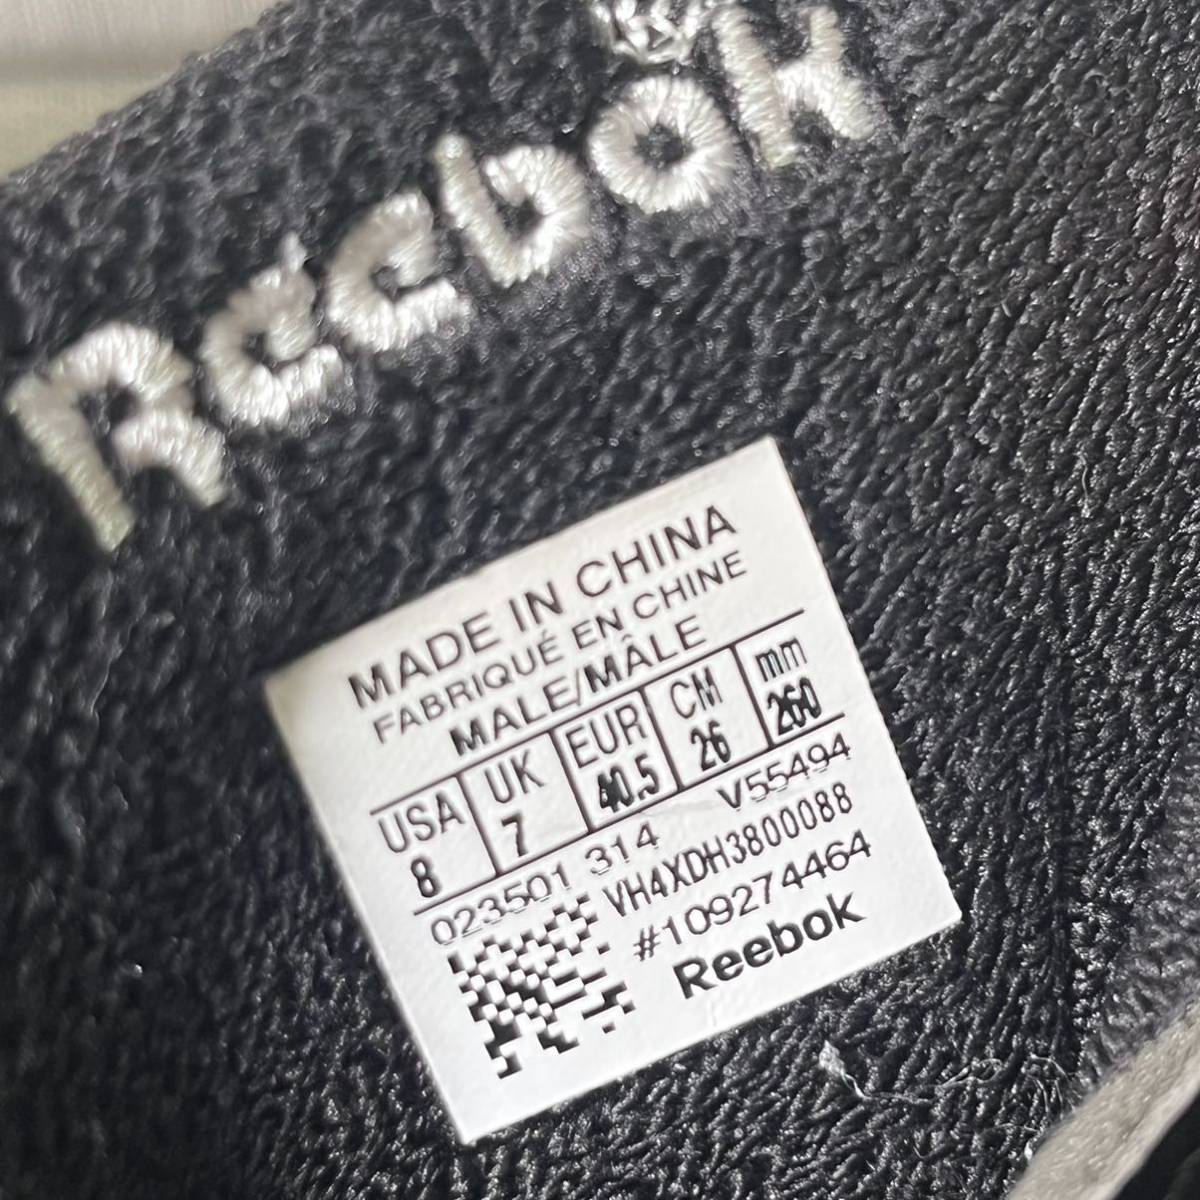 Reebok
MADE IN CHINA
FABRIQUÉ EN CHINE
MALE/MÂLE
USA UK EUR CM mm
8 7 40.5 26 260
023501 314 V55494
VH4XDH3800088
#109274464
Reebok